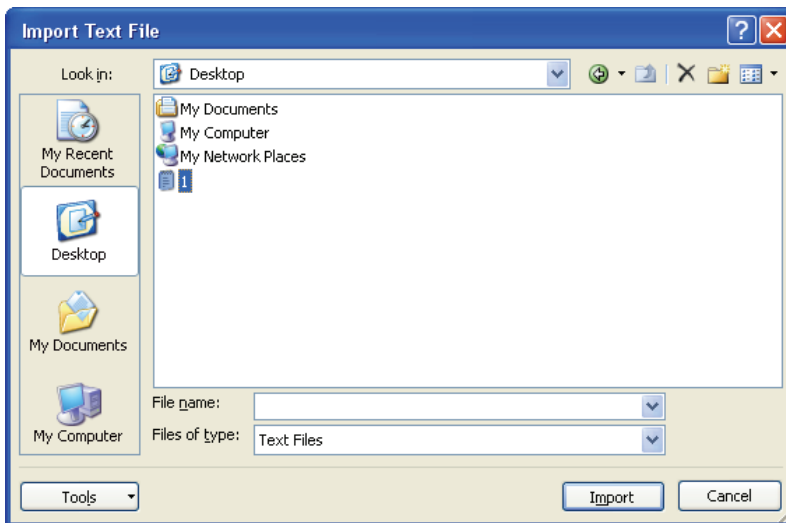 Import Text File
Look in:
Desktop
My Documents
My Computer
My Network Places
1
My Recent
Documents
Desktop
My Documents
My Computer
File name:
Files of type:
Text Files
Tools
Import
Cancel